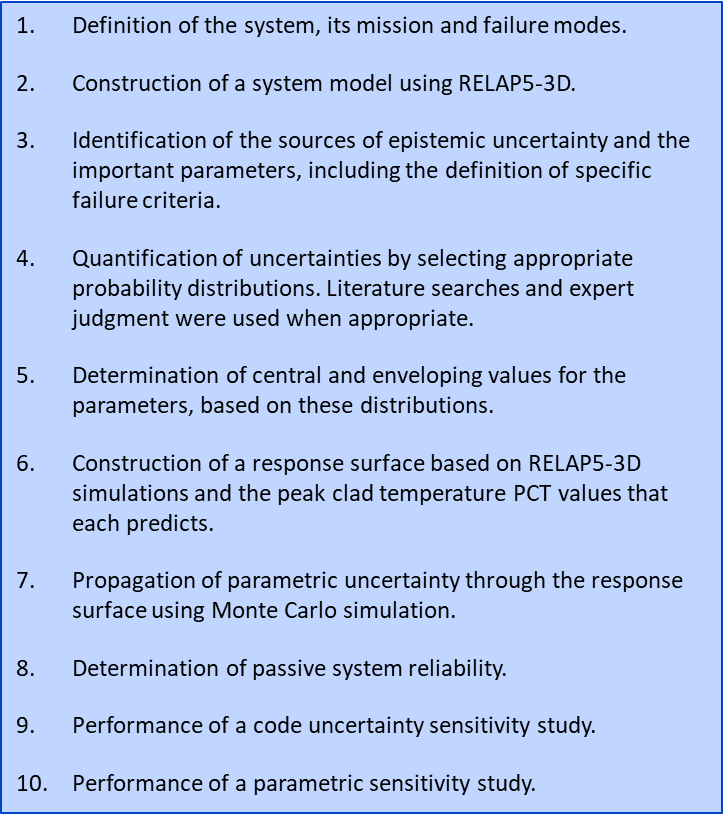 1. Definition of the system, its mission and failure modes.
2. Construction of a system model using RELAP5-3D.
3. Identification of the sources of epistemic uncertainty and the
important parameters, including the definition of specific
failure criteria.
4. Quantification of uncertainties by selecting appropriate
probability distributions. Literature searches and expert
judgment were used when appropriate.
5. Determination of central and enveloping values for the
parameters, based on these distributions.
6. Construction of a response surface based on RELAP5-3D
simulations and the peak clad temperature PCT values that
each predicts.
7. Propagation of parametric uncertainty through the response
surface using Monte Carlo simulation.
8. Determination of passive system reliability.
9. Performance of a code uncertainty sensitivity study.
10. Performance of a parametric sensitivity study.